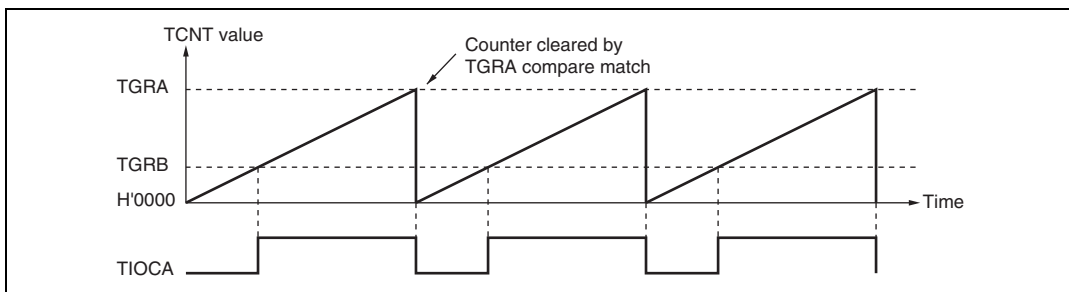 TCNT value
Counter cleared by
TGRA compare match
TGRA
TGRB
H'0000
Time
TIOCA